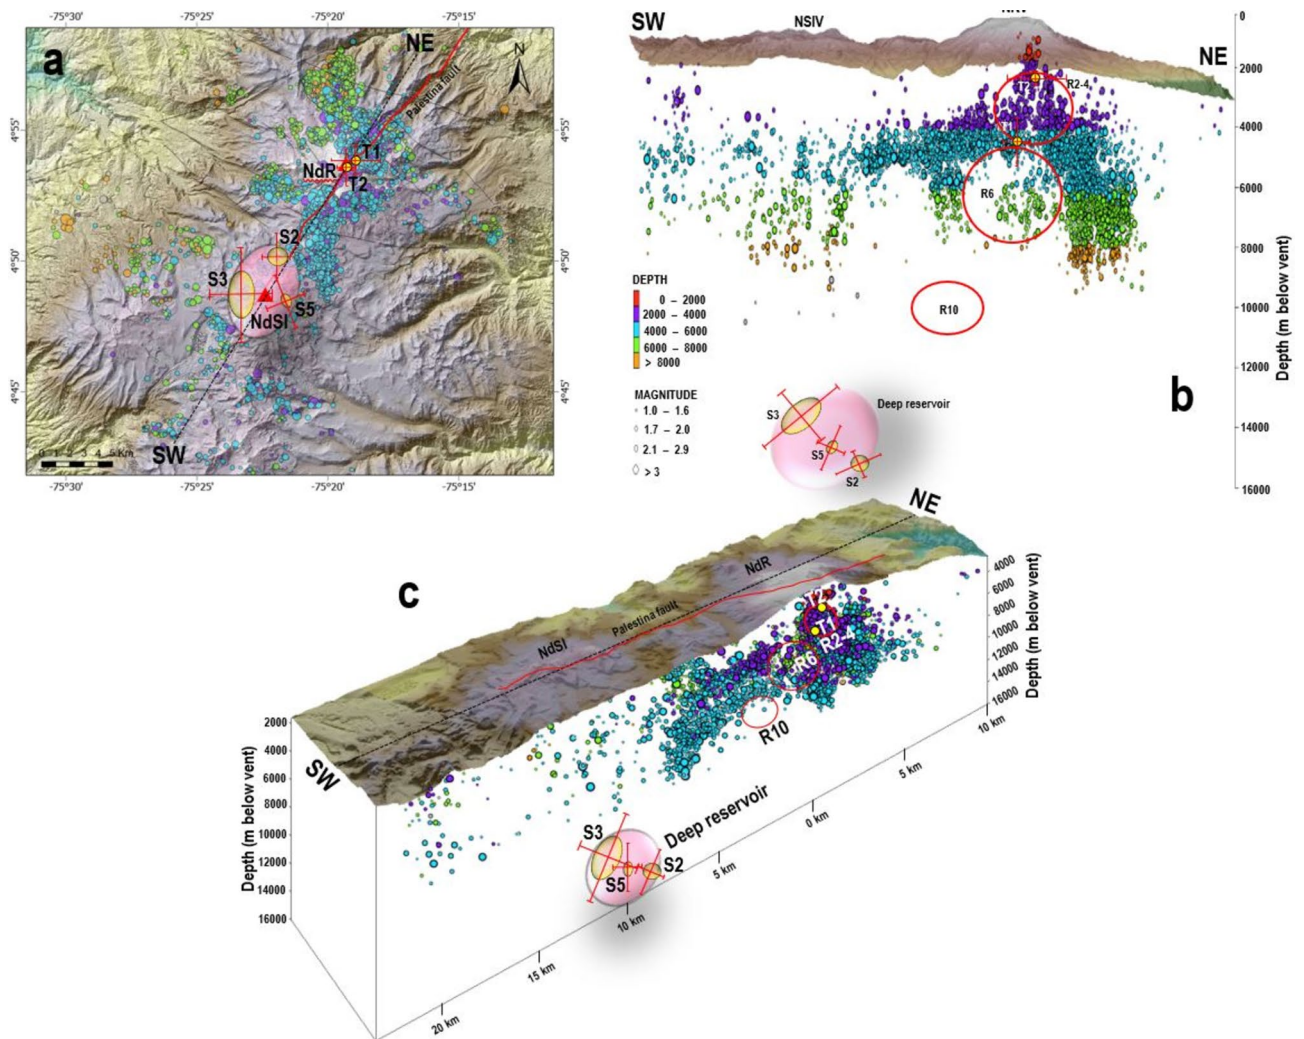 -75°30'
-75°25'
-75°20'
-75°15'
a
NE
N
Palestina fault
4°55'
4°55'
T1
NdR
T2
S2
4°50'
4°50'
S3
S5
NdSI
4°45'
4°45'
SW
0 1 2 3 4 5 Km
-75°30'
-75°25'
-75°20'
-75°15'
SW
NSIV
NE
R2-4
R6
R10
0
2000
4000
6000
8000
10000
12000
14000
16000
Depth (m below vent)
DEPTH
0 – 2000
2000 – 4000
4000 – 6000
6000 – 8000
> 8000
MAGNITUDE
1.0 – 1.6
1.7 – 2.0
2.1 – 2.9
> 3
b
Deep reservoir
S3
S5
S2
c
NE
NdR
Palestina fault
NdSI
SW
T2
T1
R2-4
R6
R10
4000
6000
8000
10000
12000
14000
16000
Depth (m below vent)
2000
4000
6000
8000
10000
12000
14000
16000
Depth (m below vent)
Deep reservoir
S3
S5
S2
10 km
5 km
0 km
5 km
10 km
15 km
20 km